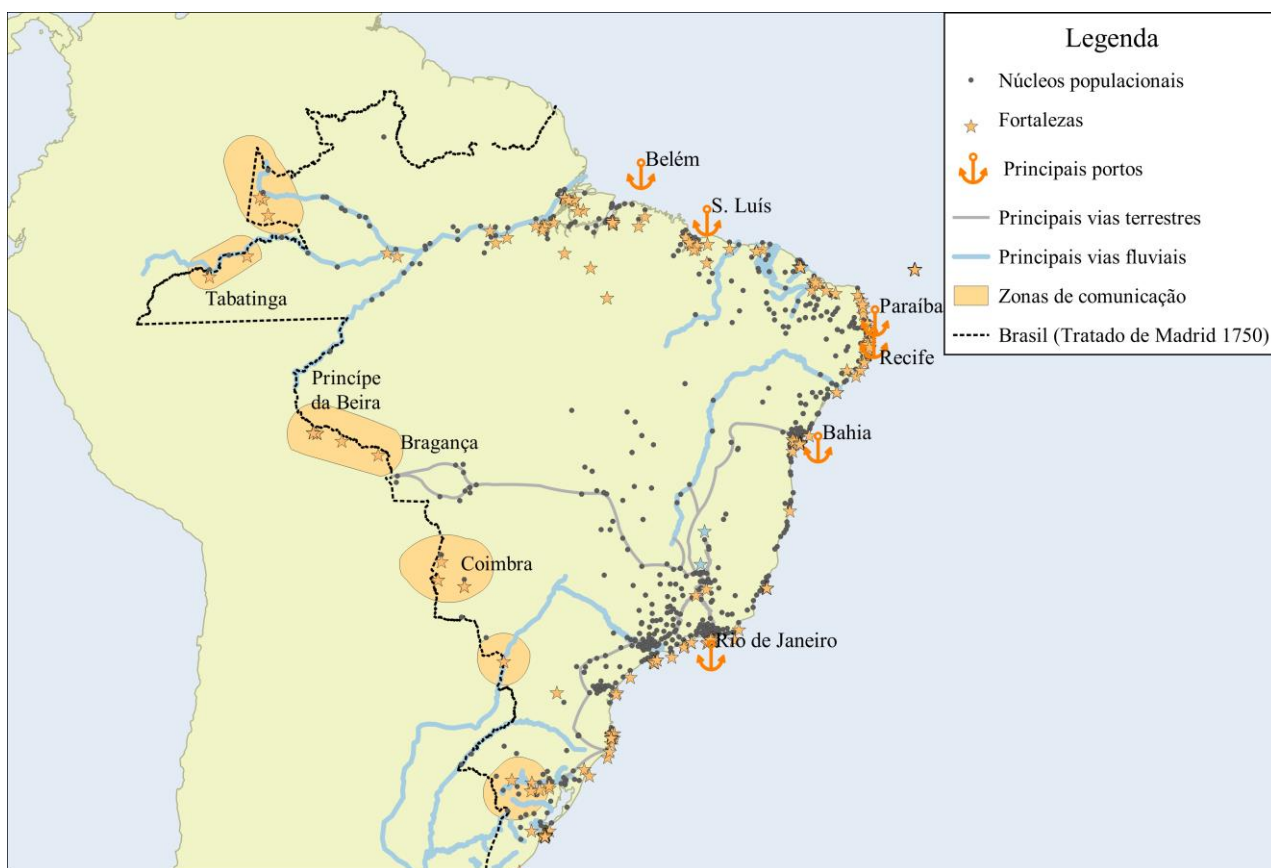 Legenda
Núcleos populacionais
Fortalezas
Principais portos
Principais vias terrestres
Principais vias fluviais
Zonas de comunicação
Brasil (Tratado de Madrid 1750)
Belém
S. Luís
Tabatinga
Paraíba
Recife
Princípe
da Beira
Bragança
Bahia
Coimbra
Rio de Janeiro